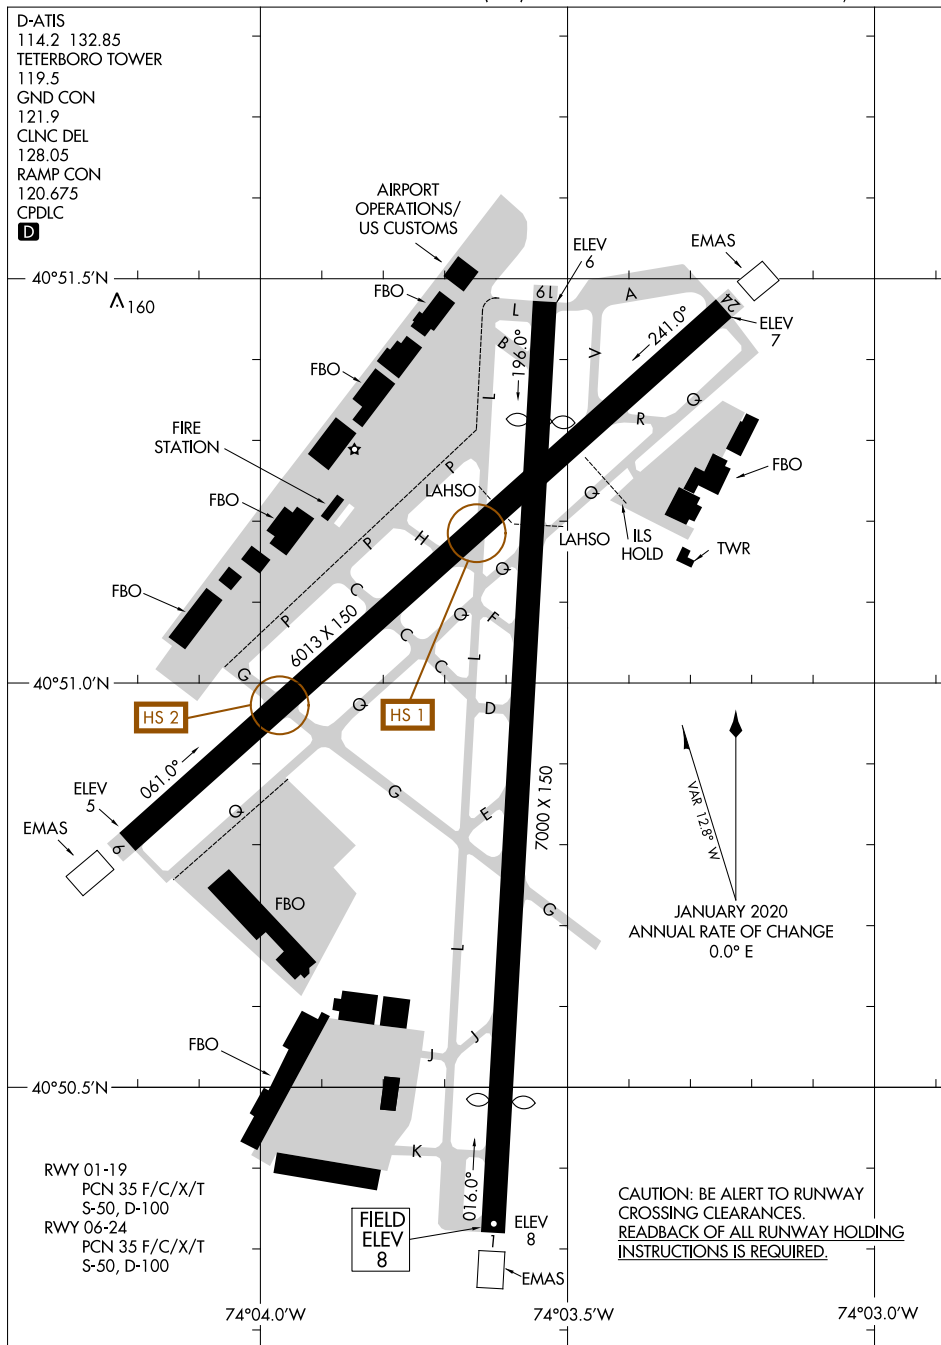 D-ATIS
114.2 132.85
TETERBORO TOWER
119.5
GND CON
121.9
CLNC DEL
128.05
RAMP CON
120.675
CPDLC
D
AIRPORT
OPERATIONS/
US CUSTOMS
ELEV
6
EMAS
40°51.5'N
160
FBO
19
A
24
ELEV
7
L
B
196.0°
V
241.0°
FBO
L
R
Q
FIRE
STATION
P
FBO
LAHSO
Q
FBO
LAHSO
ILS
HOLD
TWR
P
H
Q
FBO
C
Q
F
P
6013 X 150
C
L
C
G
40°51.0'N
HS 2
Q
HS 1
D
061.0°
ELEV
5
G
7000 X 150
VAR 12.8° W
EMAS
Q
E
6
FBO
G
JANUARY 2020
ANNUAL RATE OF CHANGE
0.0° E
L
FBO
J
J
40°50.5'N
K
016.0°
RWY 01-19
PCN 35 F/C/X/T
S-50, D-100
RWY 06-24
PCN 35 F/C/X/T
S-50, D-100
FIELD
ELEV
8
ELEV
8
1
EMAS
CAUTION: BE ALERT TO RUNWAY
CROSSING CLEARANCES.
READBACK OF ALL RUNWAY HOLDING
INSTRUCTIONS IS REQUIRED.
74°04.0'W
74°03.5'W
74°03.0'W